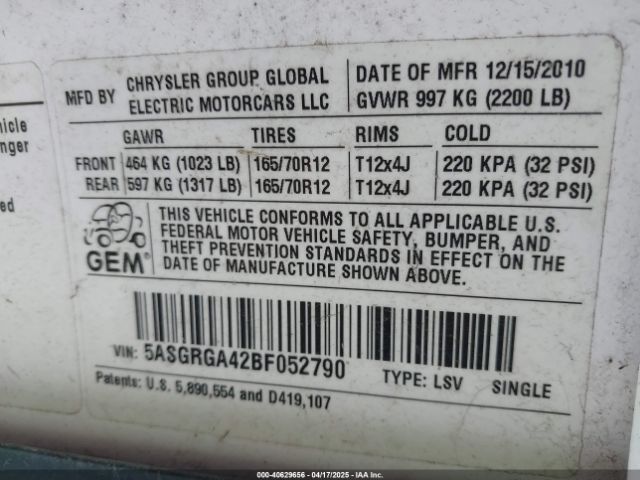 MFD BY CHRYSLER GROUP GLOBAL
ELECTRIC MOTORCARS LLC
DATE OF MFR 12/15/2010
GVWR 997 KG (2200 LB)
GAWR TIRES RIMS COLD
FRONT 464 KG (1023 LB) 165/70R12 T12x4J 220 KPA (32 PSI)
REAR 597 KG (1317 LB) 165/70R12 T12x4J 220 KPA (32 PSI)
THIS VEHICLE CONFORMS TO ALL APPLICABLE U.S.
FEDERAL MOTOR VEHICLE SAFETY, BUMPER, AND
THEFT PREVENTION STANDARDS IN EFFECT ON THE
DATE OF MANUFACTURE SHOWN ABOVE.
GEM®
VIN: 5ASGRGA42BF052790 TYPE: LSV SINGLE
Patents: U.S. 5,890,554 and D419,107
000-40629656 - 04/17/2025 - IAAI.COM